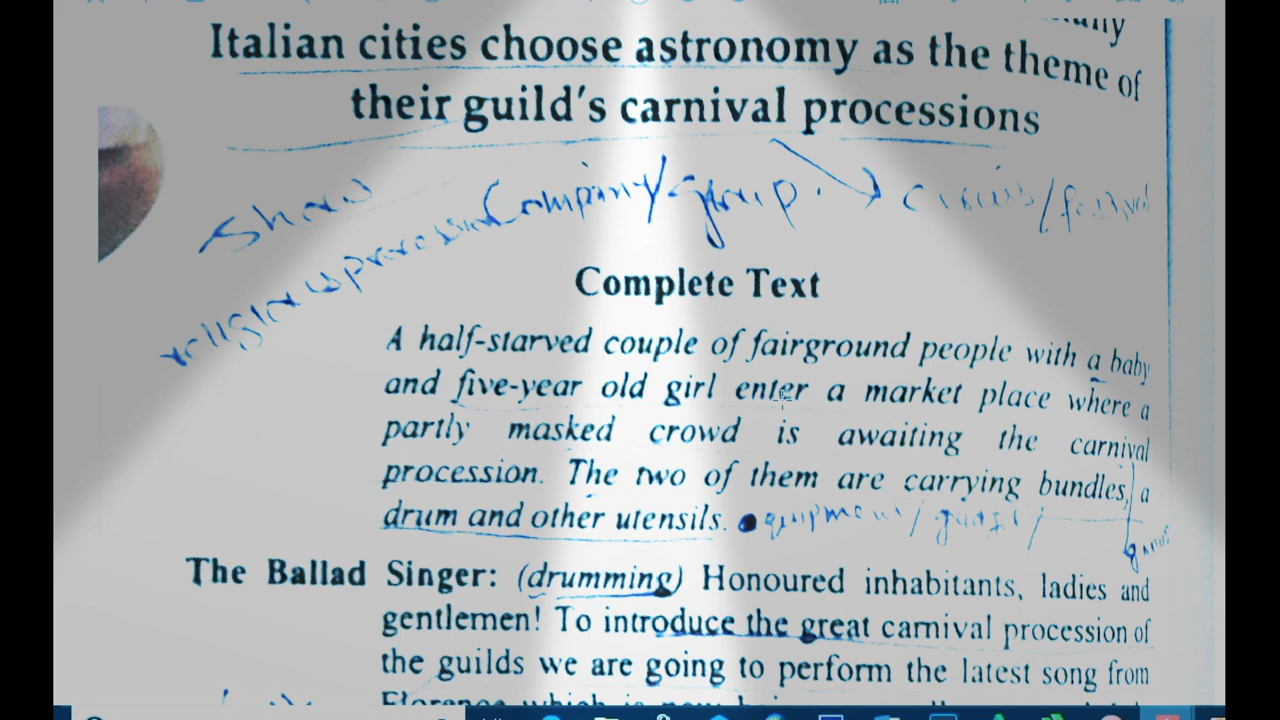 Italian cities choose astronomy as the theme of
their guild's carnival processions
show
Company/group.
religious procession
Complete Text
A half-starved couple of fairground people with a baby
and five-year old girl enter a market place where a
partly masked crowd is awaiting the carnival
procession. The two of them are carrying bundles, a
drum and other utensils.
The Ballad Singer: (drumming) Honoured inhabitants, ladies and
gentlemen! To introduce the great carnival procession of
the guilds we are going to perform the latest song from
Florence which is now